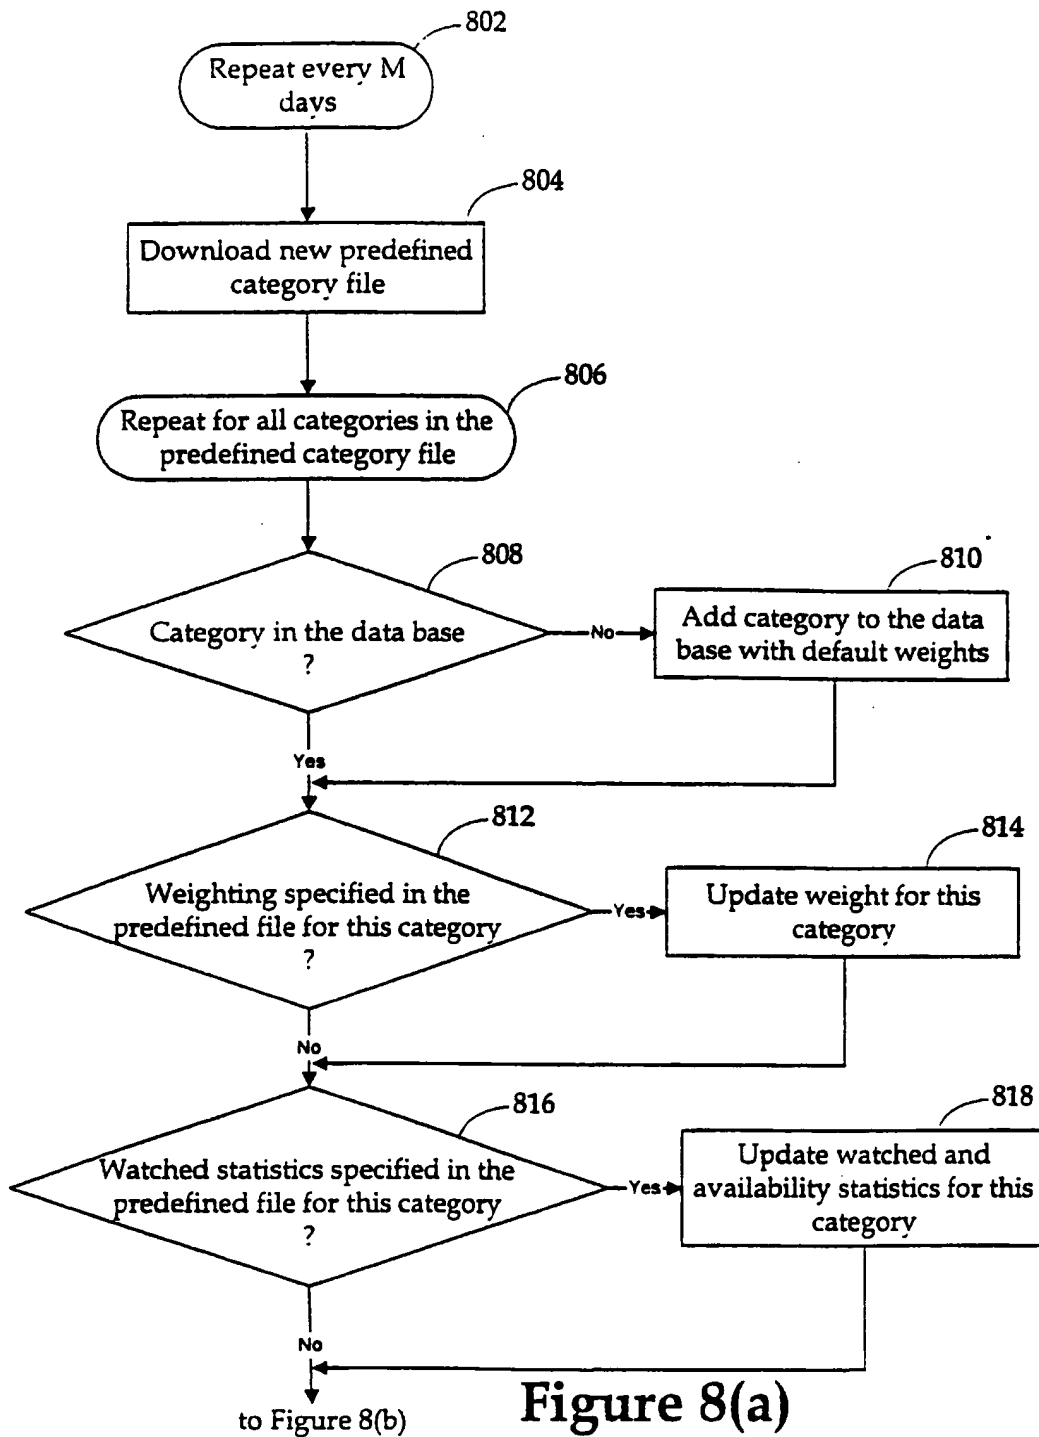 802
Repeat every M
days
804
Download new predefined
category file
806
Repeat for all categories in the
predefined category file
808
Category in the data base
?
No
810
Add category to the data
base with default weights
Yes
812
Weighting specified in the
predefined file for this category
?
Yes
814
Update weight for this
category
No
816
Watched statistics specified in the
predefined file for this category
?
Yes
818
Update watched and
availability statistics for this
category
No
to Figure 8(b)
Figure 8(a)